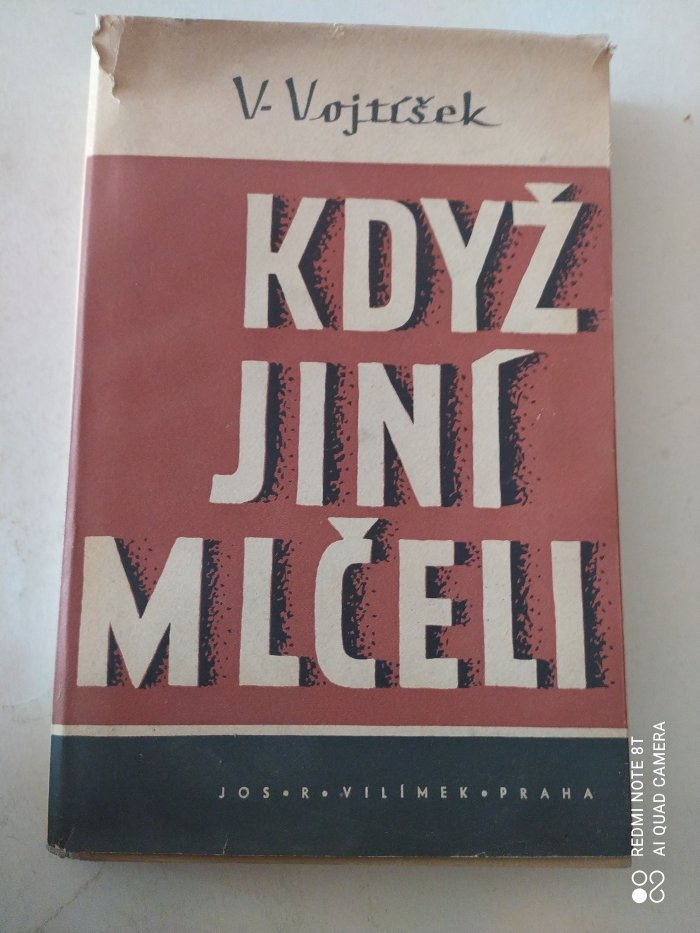 V. Vojtíšek
KDYŽ
JINÍ
MLČELI
JOS • R • VILÍMEK • PRAHA
REDMI NOTE 8T
AI QUAD CAMERA